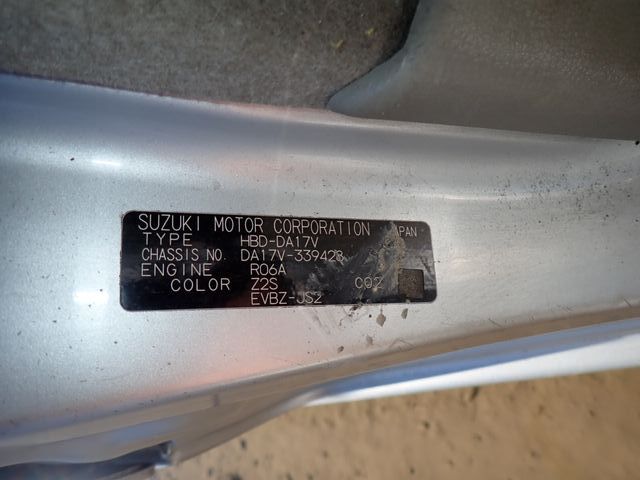 SUZUKI MOTOR CORPORATION JAPAN
TYPE HBD-DA17V
CHASSIS NO. DA17V-339428
ENGINE R06A
COLOR Z2S C02
EVBZ-JS2